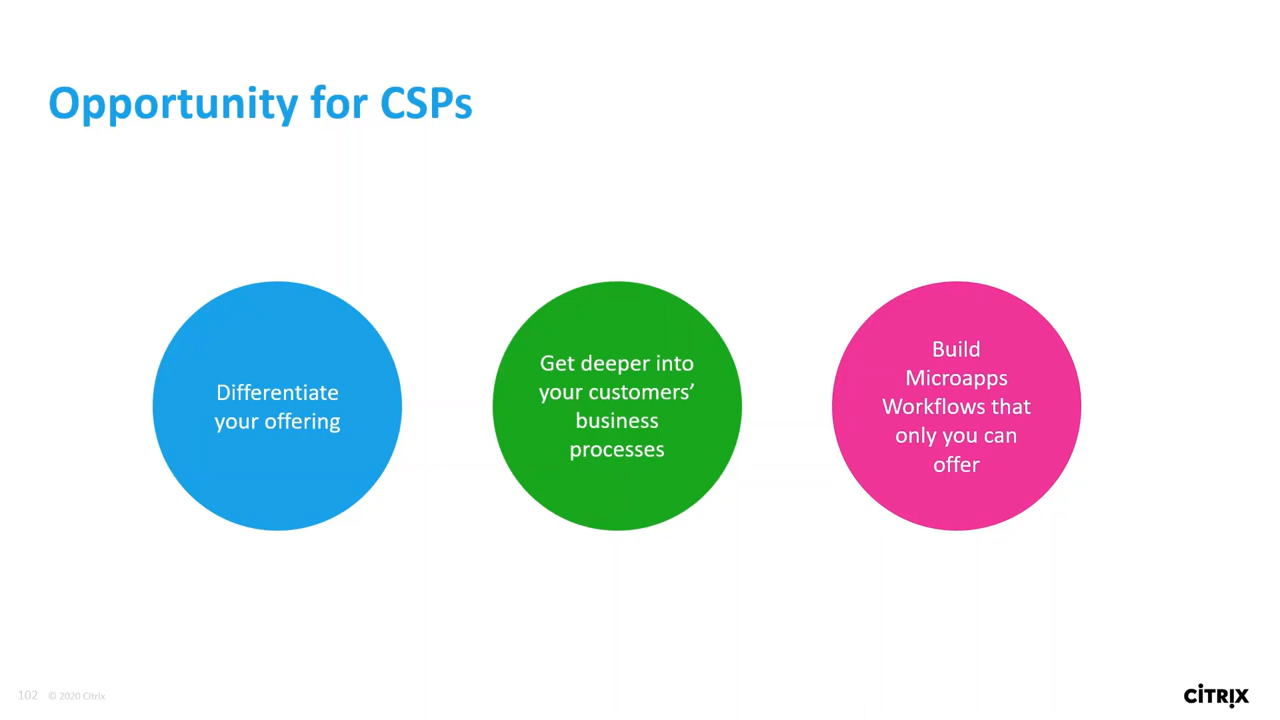 Opportunity for CSPs
Differentiate
your offering
Get deeper into
your customers’
business
processes
Build
Microapps
Workflows that
only you can
offer
102 © 2020 Citrix
CITRIX